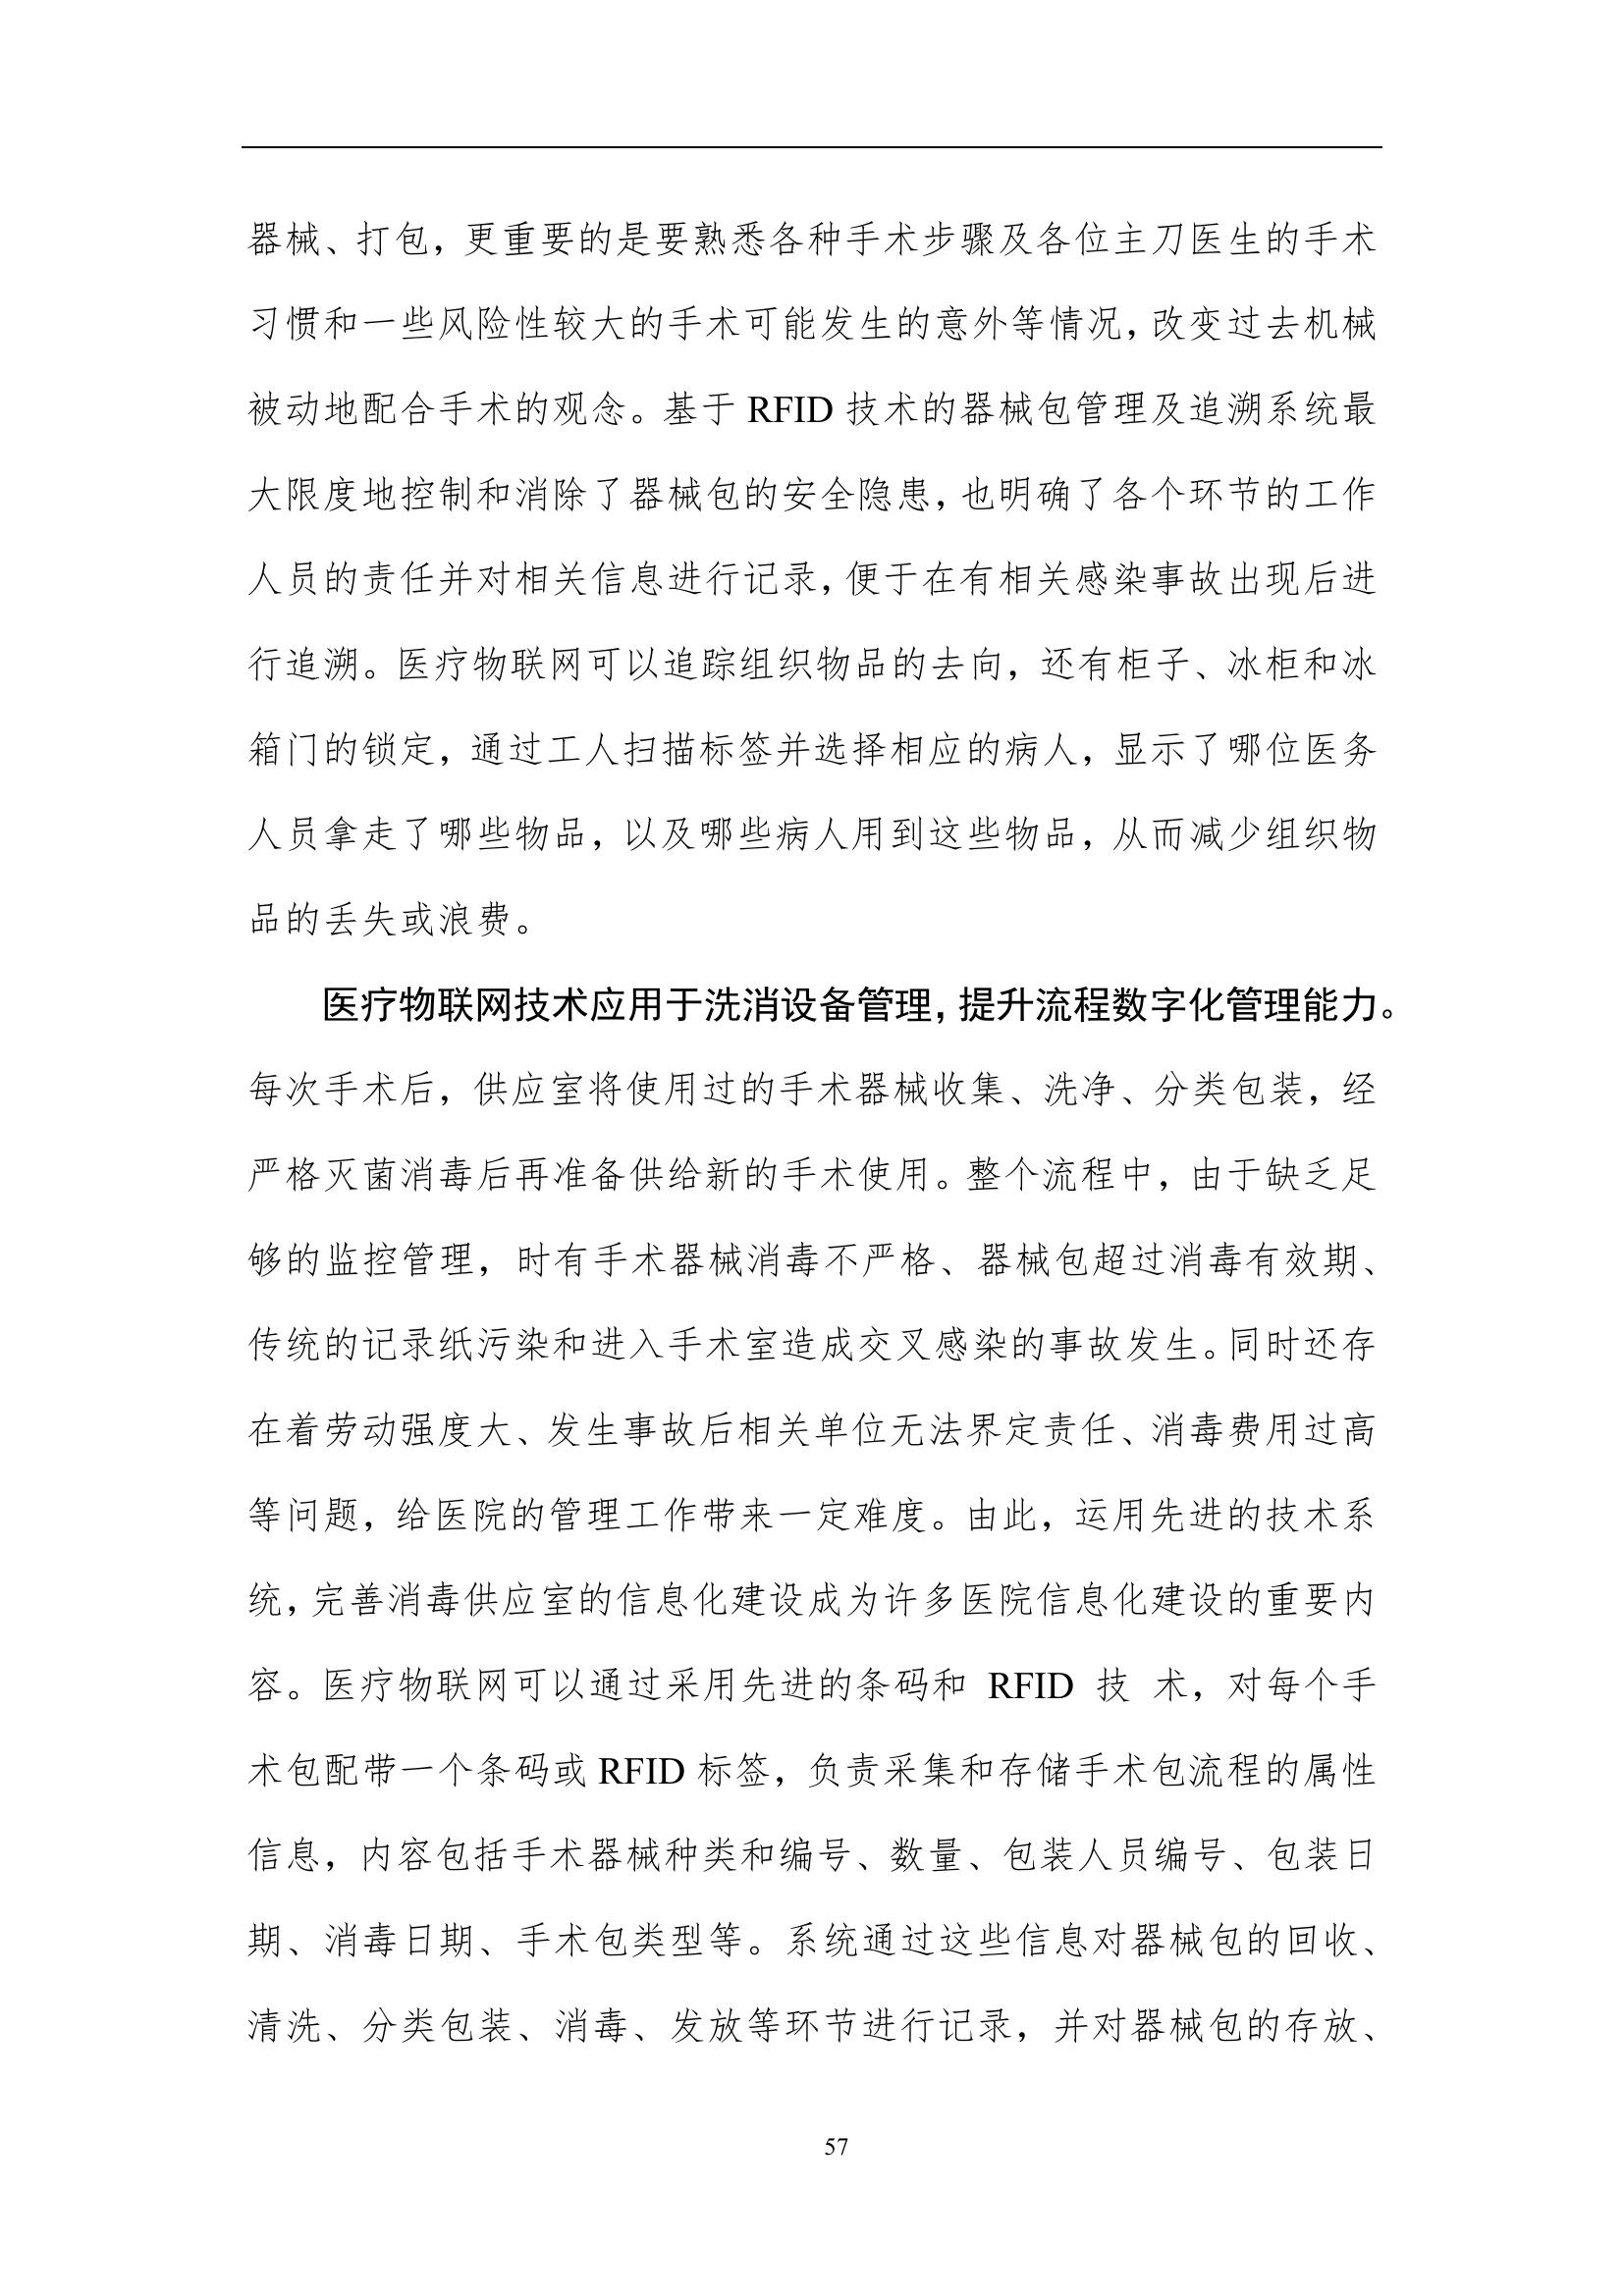 器械、打包，更重要的是要熟悉各种手术步骤及各位主刀医生的手术
习惯和一些风险性较大的手术可能发生的意外等情况，改变过去机械
被动地配合手术的观念。基于 RFID 技术的器械包管理及追溯系统最
大限度地控制和消除了器械包的安全隐患，也明确了各个环节的工作
人员的责任并对相关信息进行记录，便于在有相关感染事故出现后进
行追溯。医疗物联网可以追踪组织物品的去向，还有柜子、冰柜和冰
箱门的锁定，通过工人扫描标签并选择相应的病人，显示了哪位医务
人员拿走了哪些物品，以及哪些病人用到这些物品，从而减少组织物
品的丢失或浪费。
医疗物联网技术应用于洗消设备管理，提升流程数字化管理能力。
每次手术后，供应室将使用过的手术器械收集、洗净、分类包装，经
严格灭菌消毒后再准备供给新的手术使用。整个流程中，由于缺乏足
够的监控管理，时有手术器械消毒不严格、器械包超过消毒有效期、
传统的记录纸污染和进入手术室造成交叉感染的事故发生。同时还存
在着劳动强度大、发生事故后相关单位无法界定责任、消毒费用过高
等问题，给医院的管理工作带来一定难度。由此，运用先进的技术系
统，完善消毒供应室的信息化建设成为许多医院信息化建设的重要内
容。医疗物联网可以通过采用先进的条码和 RFID 技 术，对每个手
术包配带一个条码或 RFID 标签，负责采集和存储手术包流程的属性
信息，内容包括手术器械种类和编号、数量、包装人员编号、包装日
期、消毒日期、手术包类型等。系统通过这些信息对器械包的回收、
清洗、分类包装、消毒、发放等环节进行记录，并对器械包的存放、
57